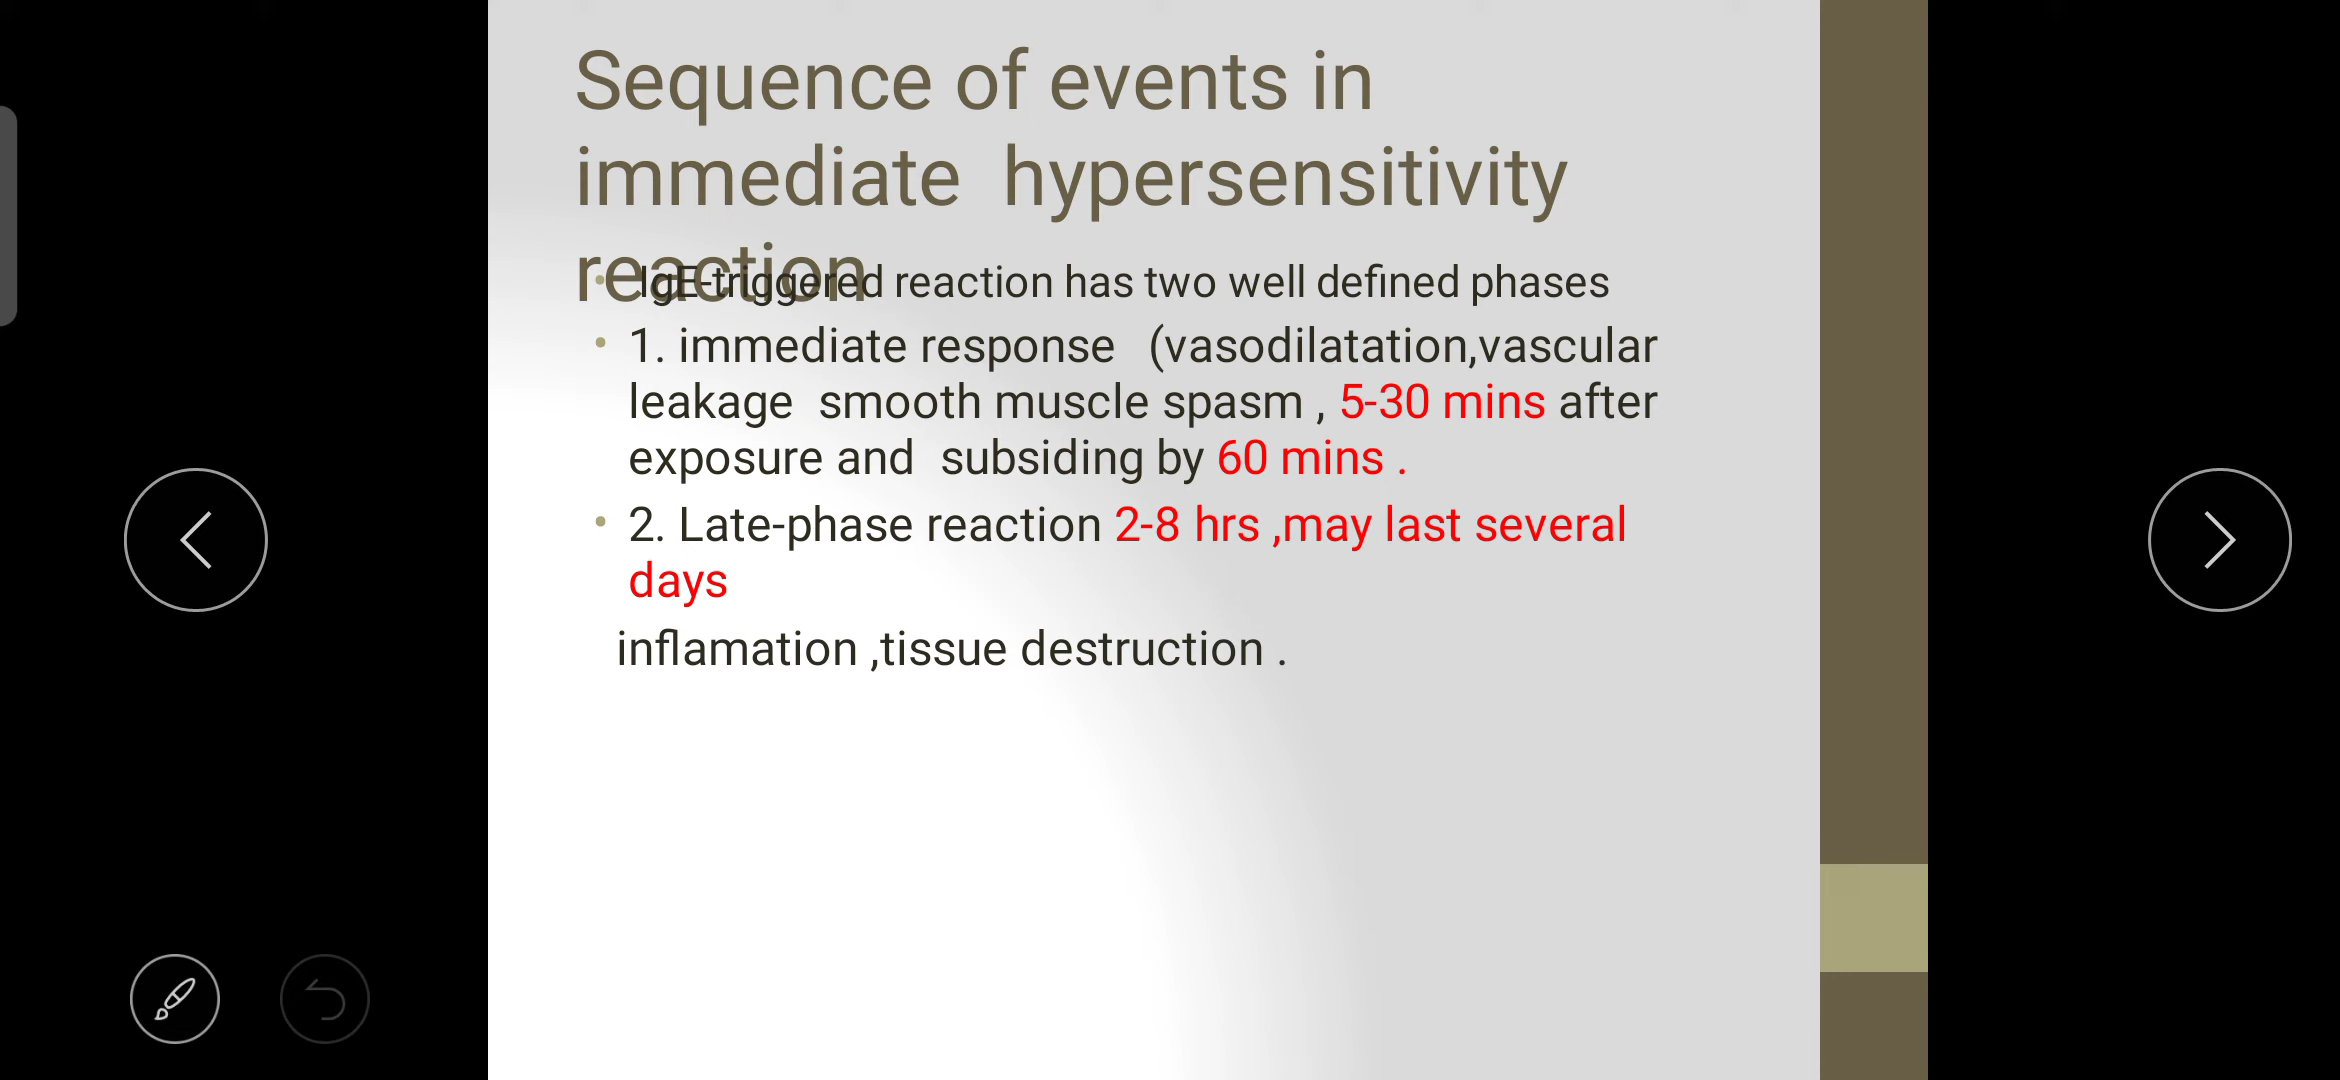 Sequence of events in
immediate hypersensitivity
reaction
• IgE-triggered reaction has two well defined phases
• 1. immediate response (vasodilatation,vascular
leakage smooth muscle spasm , 5-30 mins after
exposure and subsiding by 60 mins .
• 2. Late-phase reaction 2-8 hrs ,may last several
days
inflamation ,tissue destruction .